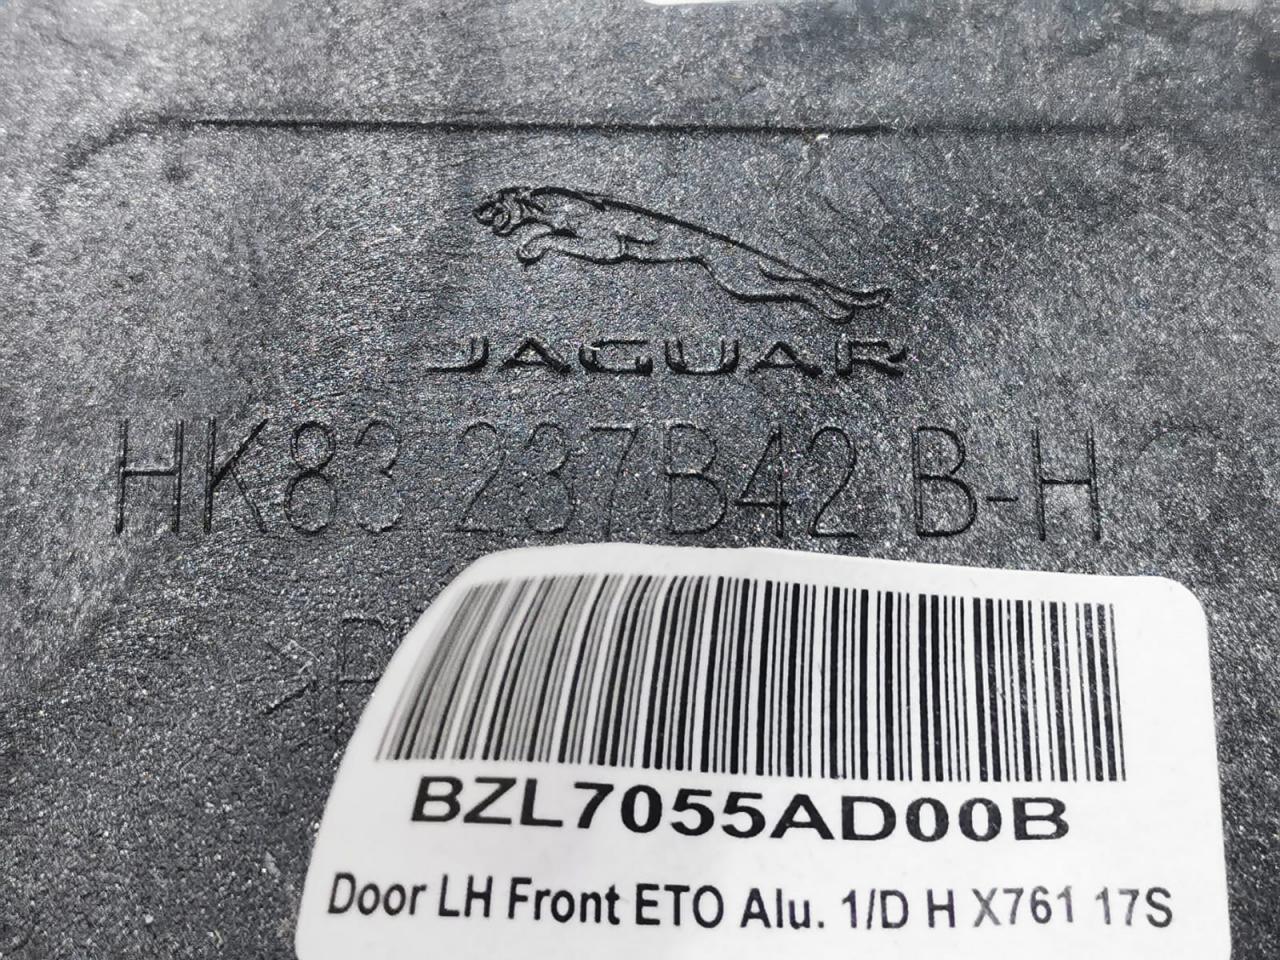 JAGUAR
HK83 237B42 B-H
BZL7055AD00B
Door LH Front ETO Alu. 1/D H X761 17S